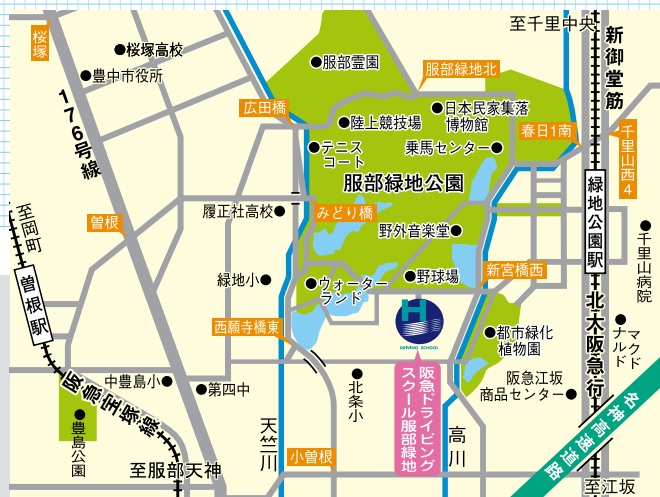 至千里中央
新御堂筋
桜塚
桜塚高校
豊中市役所
176号線
服部霊園
服部緑地北
広田橋
陸上競技場
日本民家集落
博物館
春日1南
千里山西4
テニス
コート
乗馬センター
服部緑地公園
緑地公園駅
至岡町
曽根
履正社高校
みどり橋
野外音楽堂
千里山病院
曽根駅
緑地小
ウォーター
ランド
野球場
新宮橋西
北大阪急行
西願寺橋東
H
DRIVING SCHOOL
都市緑化
植物園
マクド
ナルド
阪急宝塚線
中豊島小
第四中
北条小
阪急ドライビング
スクール服部緑地
阪急江坂
商品センター
名神高速道路
豊島公園
天竺川
高川
小曽根
至服部天神
至江坂